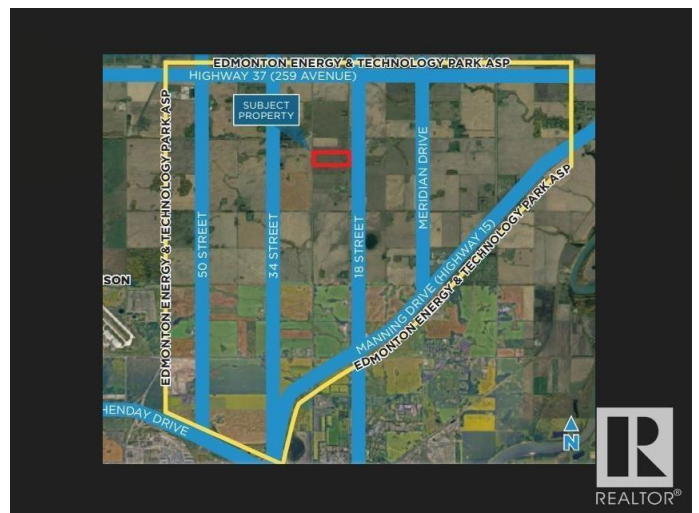 EDMONTON ENERGY & TECHNOLOGY PARK ASP
HIGHWAY 37 (259 AVENUE)
SUBJECT
PROPERTY
EDMONTON ENERGY & TECHNOLOGY PARK ASP
50 STREET
34 STREET
18 STREET
MERIDIAN DRIVE
MANNING DRIVE (HIGHWAY 15)
EDMONTON ENERGY & TECHNOLOGY PARK ASP
SON
HENDAY DRIVE
N
R
REALTOR®